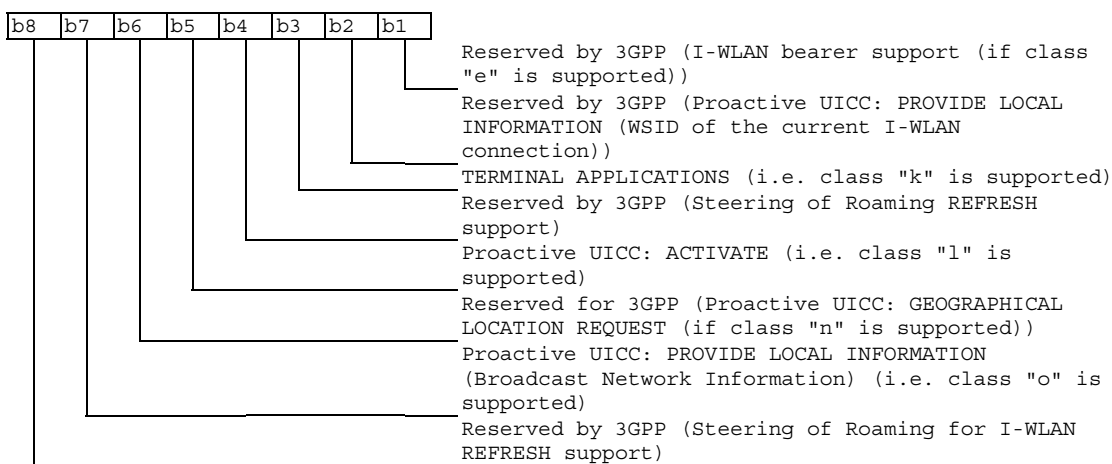 b8 b7 b6 b5 b4 b3 b2 b1
Reserved by 3GPP (I-WLAN bearer support (if class
"e" is supported))
Reserved by 3GPP (Proactive UICC: PROVIDE LOCAL
INFORMATION (WSID of the current I-WLAN
connection))
TERMINAL APPLICATIONS (i.e. class "k" is supported)
Reserved by 3GPP (Steering of Roaming REFRESH
support)
Proactive UICC: ACTIVATE (i.e. class "l" is
supported)
Reserved for 3GPP (Proactive UICC: GEOGRAPHICAL
LOCATION REQUEST (if class "n" is supported))
Proactive UICC: PROVIDE LOCAL INFORMATION
(Broadcast Network Information) (i.e. class "o" is
supported)
Reserved by 3GPP (Steering of Roaming for I-WLAN
REFRESH support)